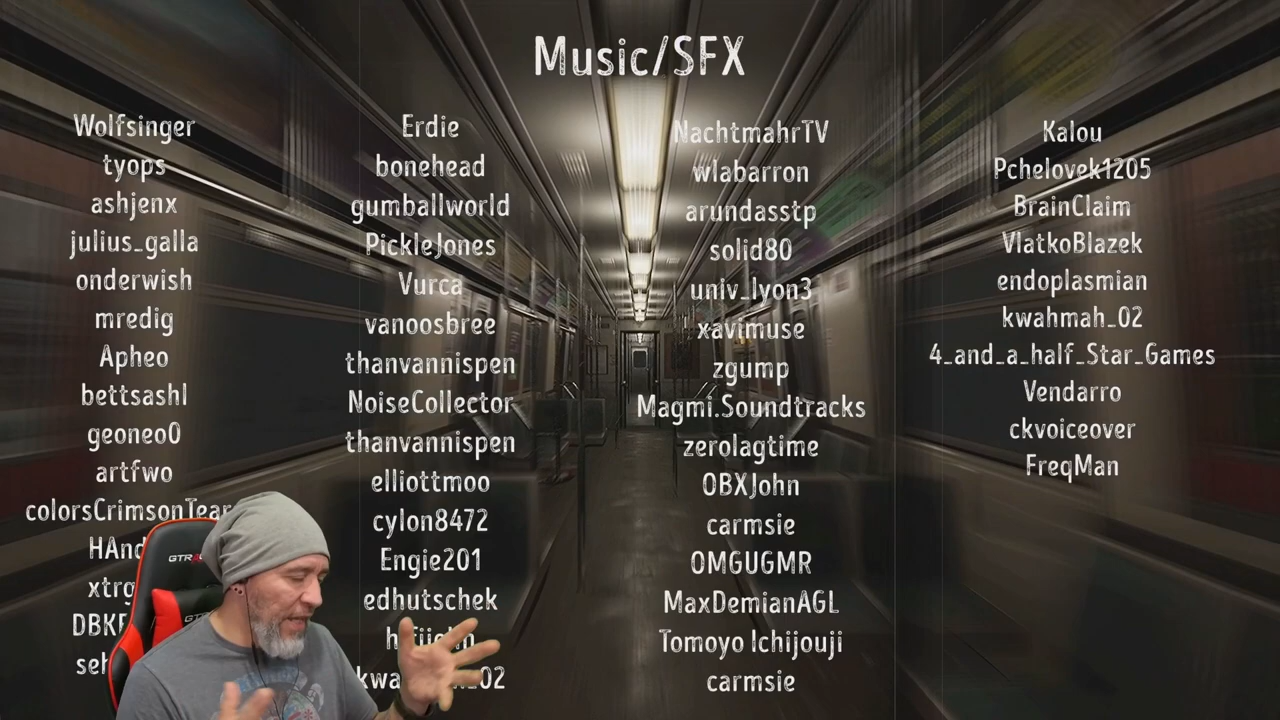 Music/SFX
Wolfsinger
tyops
ashjenx
julius_galla
onderwish
mredig
Apheo
bettsashl
geoneo0
artfwo
Erdie
bonehead
gumballworld
PickleJones
Vurca
vanoosbree
thanvannispen
NoiseCollector
thanvannispen
elliottmoo
cylon8472
Engie201
edhutschek
NachtmahrTV
wlabarron
arundasstp
solid80
univ_lyon3
xavimuse
zgump
Magmi.Soundtracks
zerolagtime
OBXJohn
carmsie
OMGUGMR
MaxDemianAGL
Tomoyo Ichijouji
carmsie
Kalou
Pchelovek1205
BrainClaim
VlatkoBlazek
endoplasmian
kwahmah_02
4_and_a_half_Star_Games
Vendarro
ckvoiceover
FreqMan